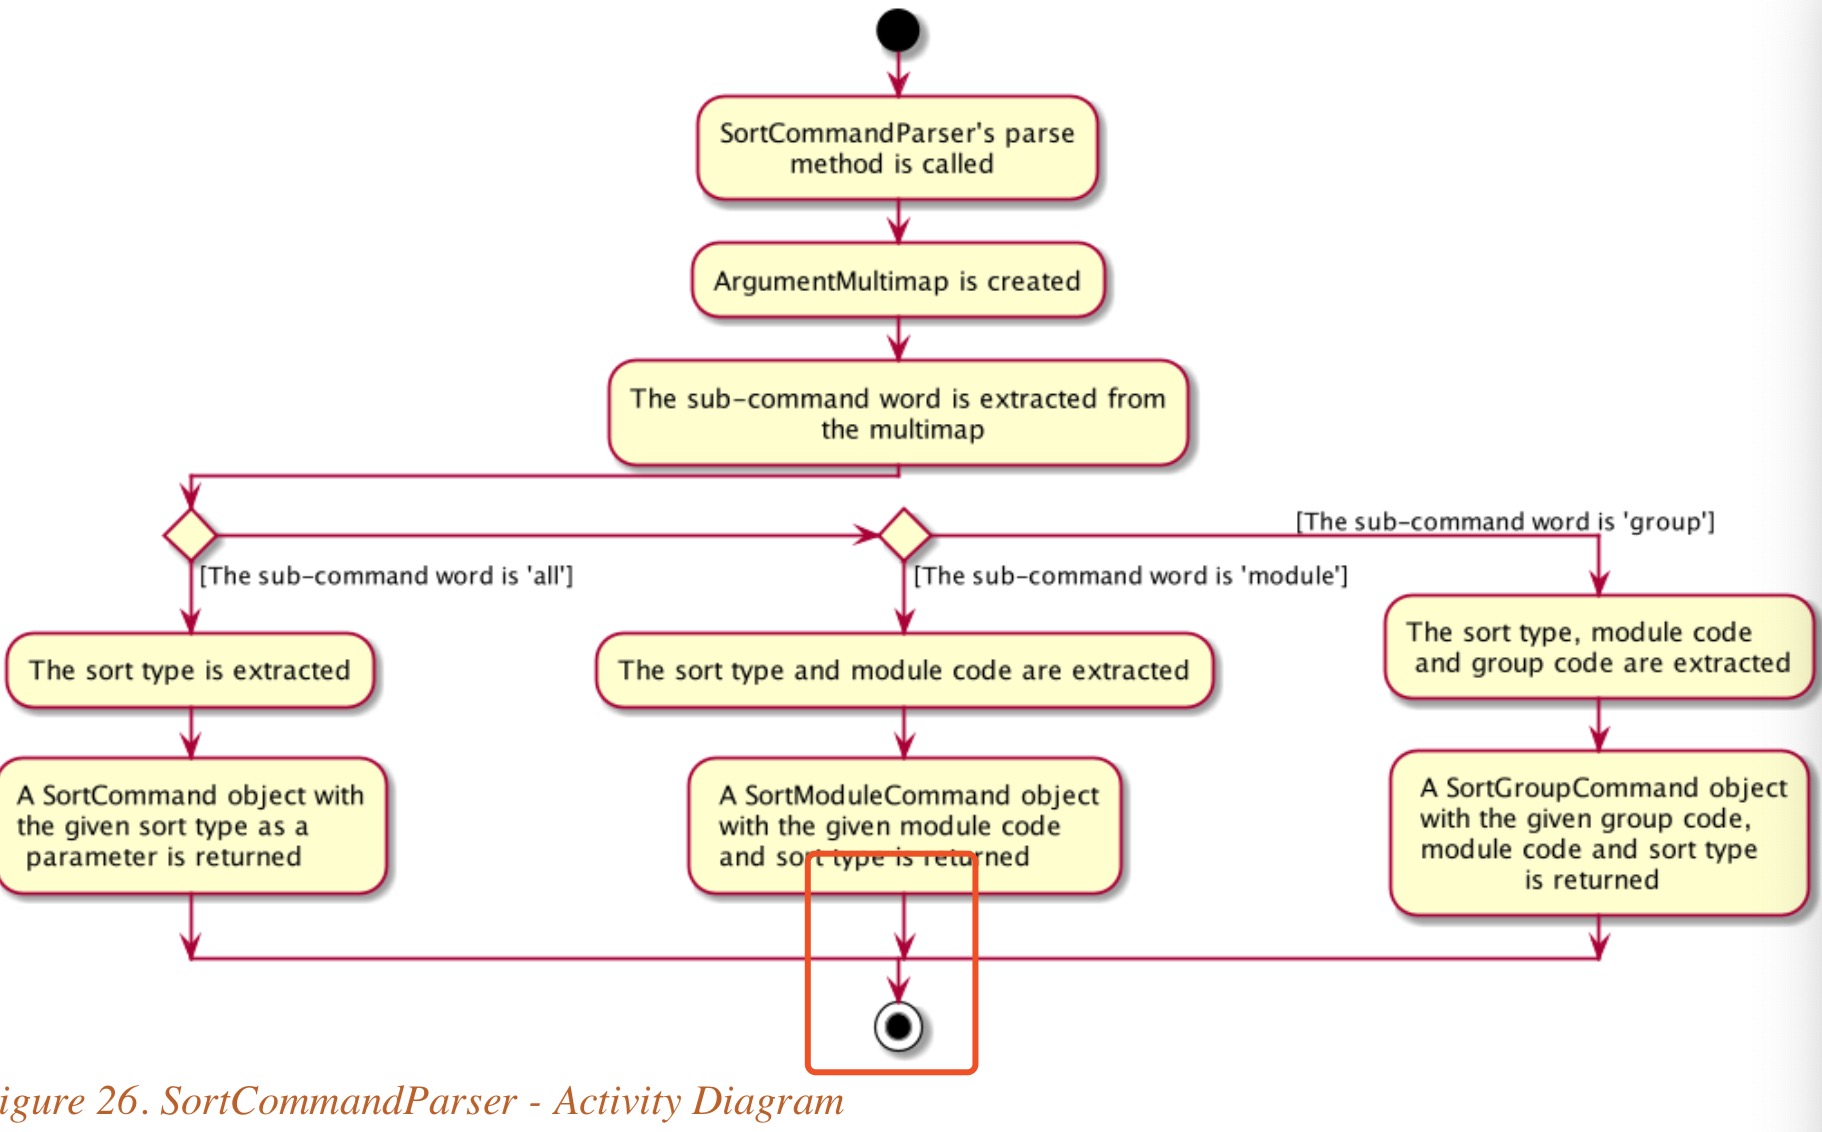 SortCommandParser's parse
method is called
ArgumentMultimap is created
The sub-command word is extracted from
the multimap
[The sub-command word is 'group']
[The sub-command word is 'all']
[The sub-command word is 'module']
The sort type is extracted
The sort type and module code are extracted
The sort type, module code
and group code are extracted
A SortCommand object with
the given sort type as a
parameter is returned
A SortModuleCommand object
with the given module code
and sort type is returned
A SortGroupCommand object
with the given group code,
module code and sort type
is returned
igure 26. SortCommandParser - Activity Diagram